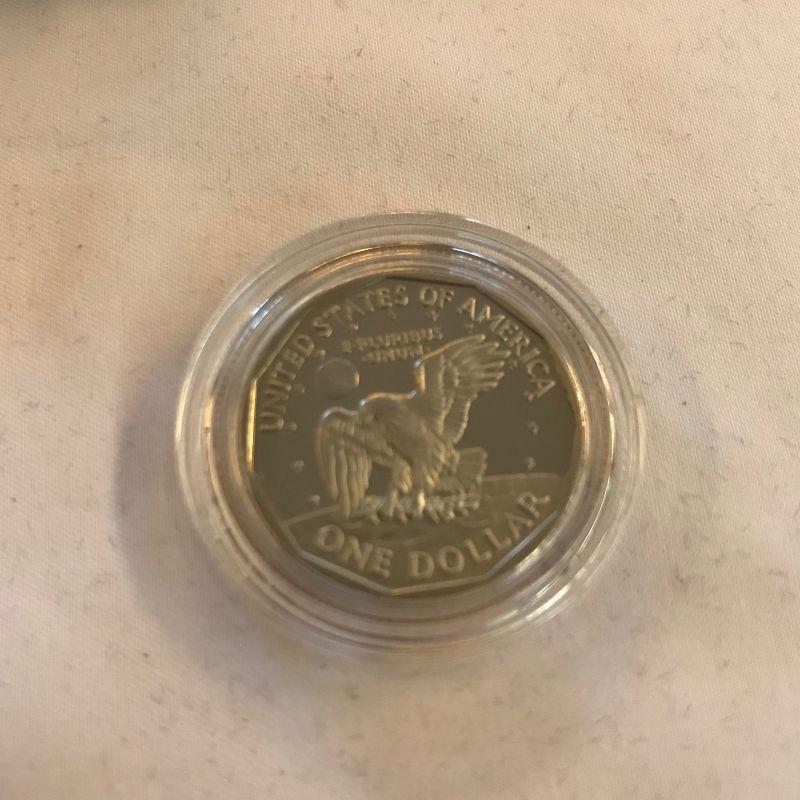 UNITED STATES OF AMERICA
E PLURIBUS
UNUM
ONE DOLLAR